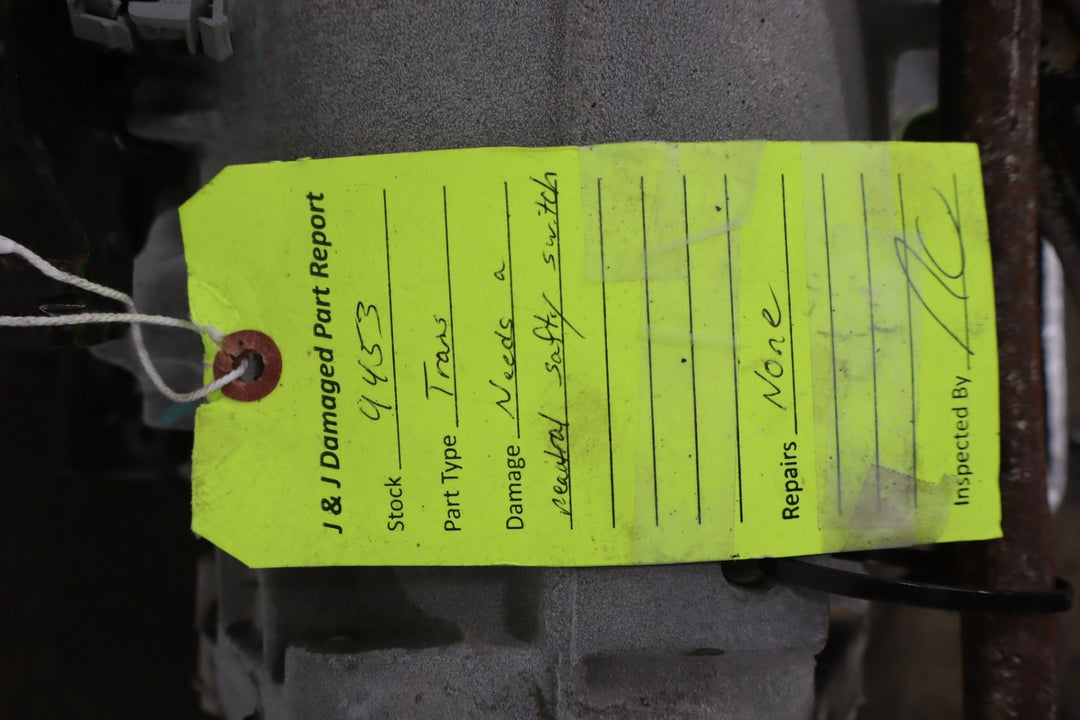 J & J Damaged Part Report
Stock 9453
Part Type Trans
Damage Needs a
neutral safty switch
Repairs None
Inspected By